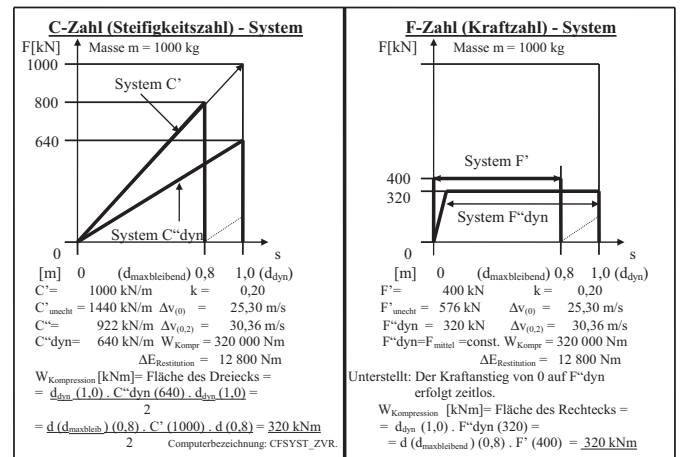 C-Zahl (Steifigkeitszahl) - System
F[kN]
Masse m = 1000 kg
1000
System C’
800
640
System C“dyn
0
s
[m] 0 (dmaxbleibend) 0,8 1,0 (ddyn)
C’= 1000 kN/m k = 0,20
C’unecht = 1440 kN/m Δv(0) = 25,30 m/s
C“= 922 kN/m Δv(0,2) = 30,36 m/s
C“dyn= 640 kN/m WKompr = 320 000 Nm
ΔERestitution = 12 800 Nm
WKompression [kNm]= Fläche des Dreiecks =
= ddyn (1,0) . C“dyn (640) . ddyn (1,0) =
2
= d (dmaxbleib) (0,8) . C’ (1000) . d (0,8) = 320 kNm
2 Computerbezeichnung: CFSYST_ZVR.
F-Zahl (Kraftzahl) - System
F[kN]
Masse m = 1000 kg
System F’
400
320
System F“dyn
0
s
[m] 0 (dmaxbleibend) 0,8 1,0 (ddyn)
F’= 400 kN k = 0,20
F’unecht = 576 kN Δv(0) = 25,30 m/s
F“dyn = 320 kN Δv(0,2) = 30,36 m/s
F“dyn=Fmittel =const. WKompr = 320 000 Nm
ΔERestitution = 12 800 Nm
Unterstellt: Der Kraftanstieg von 0 auf F“dyn
erfolgt zeitlos.
WKompression [kNm]= Fläche des Rechtecks =
= ddyn (1,0) . F“dyn (320) =
= d (dmaxbleibend) (0,8) . F’ (400) = 320 kNm